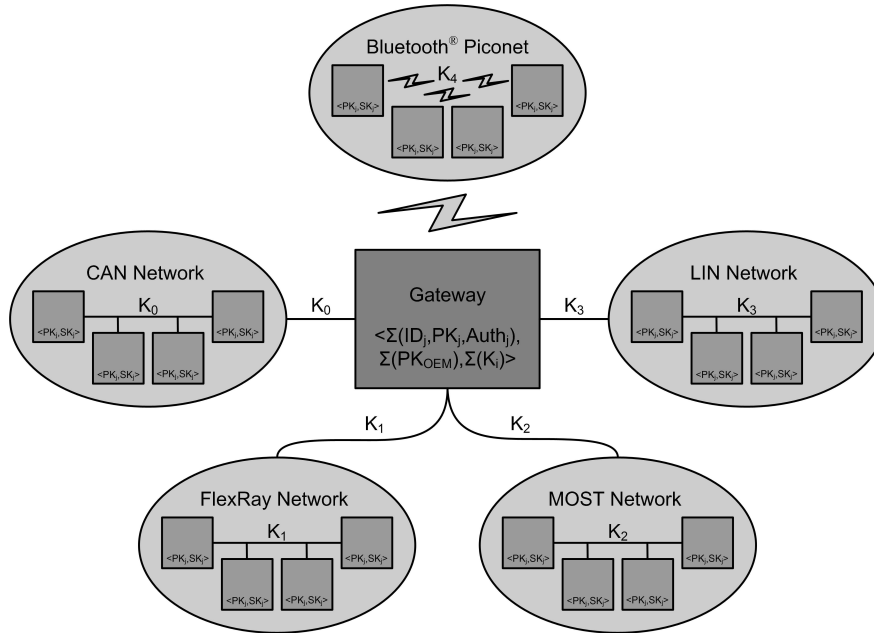 Bluetooth® Piconet
K4
<PKj,SKj>
<PKj,SKj>
<PKj,SKj>
<PKj,SKj>
CAN Network
K0
<PKj,SKj>
<PKj,SKj>
<PKj,SKj>
<PKj,SKj>
K0
Gateway
<Σ(IDj,PKj,Authj),
Σ(PKOEM),Σ(Ki)>
K3
LIN Network
K3
<PKj,SKj>
<PKj,SKj>
<PKj,SKj>
<PKj,SKj>
K1
K2
FlexRay Network
K1
<PKj,SKj>
<PKj,SKj>
<PKj,SKj>
<PKj,SKj>
MOST Network
K2
<PKj,SKj>
<PKj,SKj>
<PKj,SKj>
<PKj,SKj>